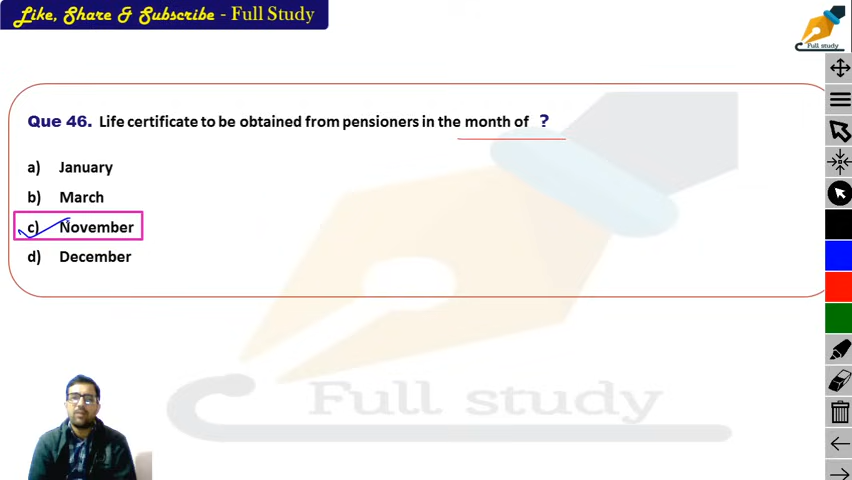 Like, Share & Subscribe - Full Study
Full study
Que 46. Life certificate to be obtained from pensioners in the month of ?
a) January
b) March
c) November
d) December
Full study